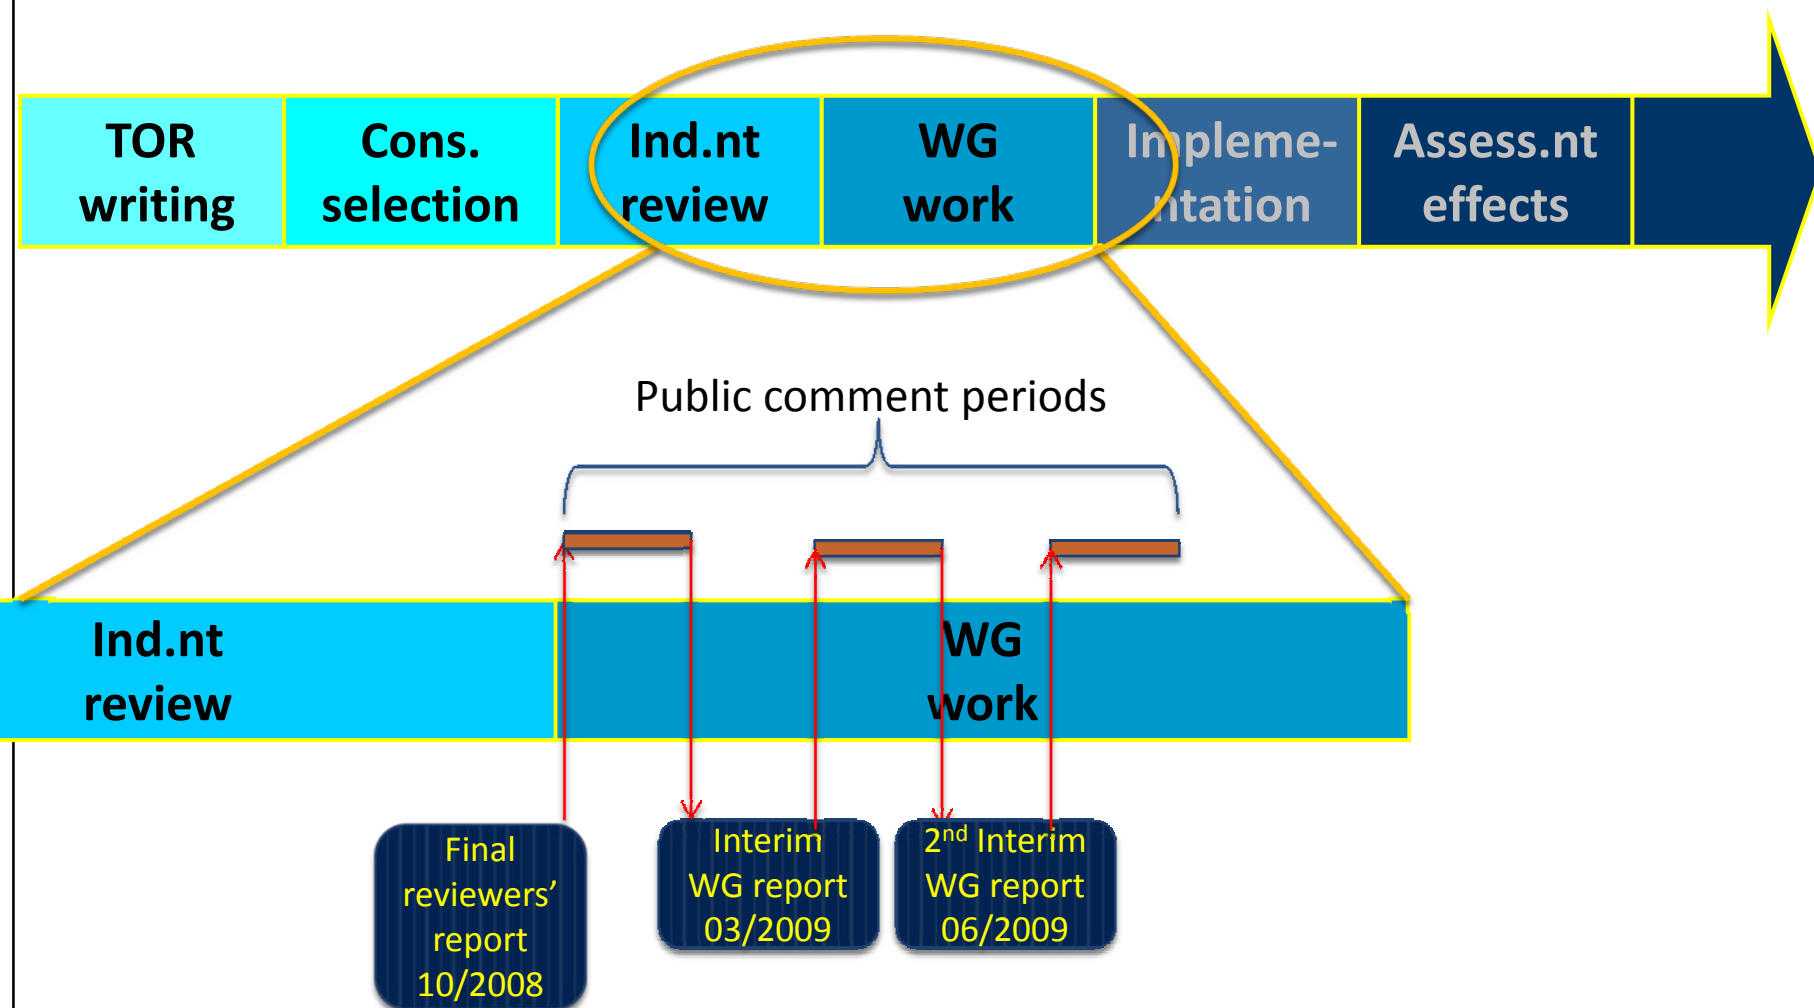 TOR
writing
Cons.
selection
Ind.nt
review
WG
work
Impleme-
ntation
Assess.nt
effects
Public comment periods
Ind.nt
review
WG
work
Final
reviewers’
report
10/2008
Interim
WG report
03/2009
2nd Interim
WG report
06/2009